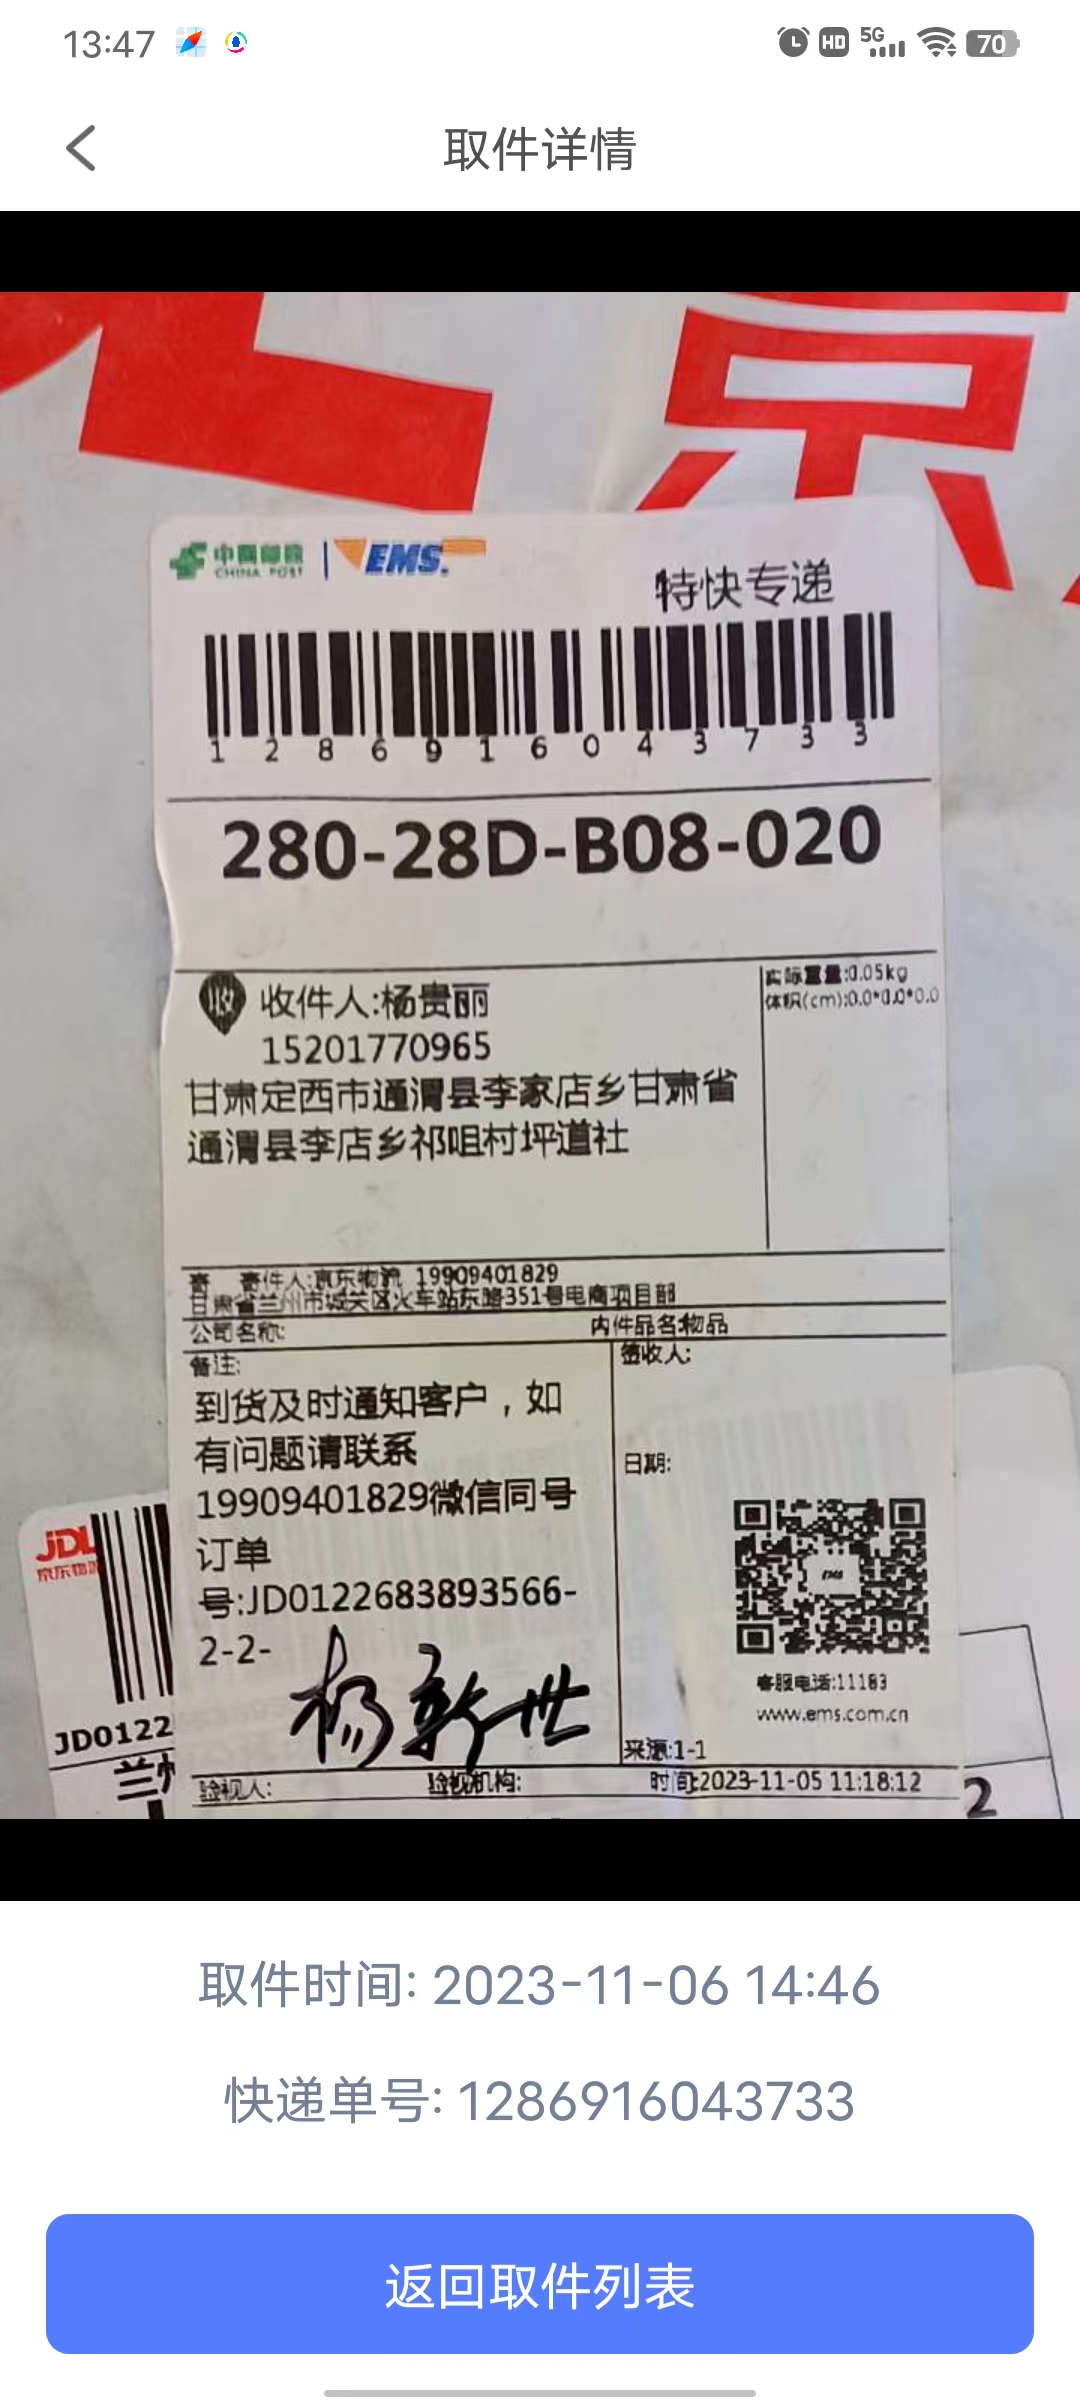 13:47
HD 5G 70
取件详情
京
中国邮政 CHINA POST EMS
特快专递
1 2 8 6 9 1 6 0 4 3 7 3 3
280-28D-B08-020
收件人:杨贵丽
15201770965
甘肃定西市通渭县李家店乡甘肃省
通渭县李店乡祁咀村坪道社
实际重量:0.05kg
体积(cm):0.0*0.0*0.0
寄 寄件人:京东物流 19909401829
甘肃省兰州市城关区火车站东路351号电商项目部
公司名称:
内件品名:物品
备注:
到货及时通知客户，如
有问题请联系
19909401829微信同号
订单
号:JD0122683893566-
2-2-
杨新世
签收人:
日期:
EMS
客服电话:11183
www.ems.com.cn
来源:1-1
验视人:
验视机构:
时间:2023-11-05 11:18:12
JDL
京东物流
JD0122
兰州
2
取件时间: 2023-11-06 14:46
快递单号: 1286916043733
返回取件列表